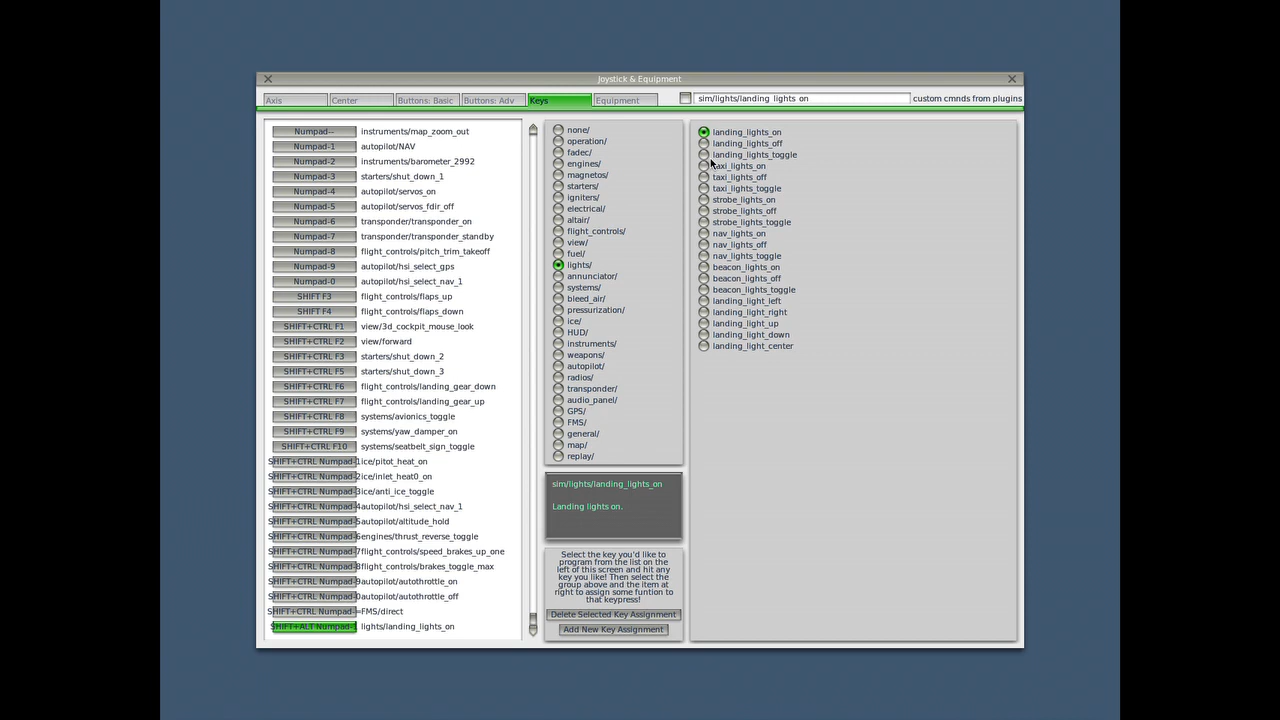 Joystick & Equipment
Axis
Center
Buttons: Basic
Buttons: Adv
Keys
Equipment
sim/lights/landing_lights_on
custom cmnds from plugins
Numpad-- instruments/map_zoom_out
Numpad-1 autopilot/NAV
Numpad-2 instruments/barometer_2992
Numpad-3 starters/shut_down_1
Numpad-4 autopilot/servos_on
Numpad-5 autopilot/servos_fdir_off
Numpad-6 transponder/transponder_on
Numpad-7 transponder/transponder_standby
Numpad-8 flight_controls/pitch_trim_takeoff
Numpad-9 autopilot/hsi_select_gps
Numpad-0 autopilot/hsi_select_nav_1
SHIFT F3 flight_controls/flaps_up
SHIFT F4 flight_controls/flaps_down
SHIFT+CTRL F1 view/3d_cockpit_mouse_look
SHIFT+CTRL F2 view/forward
SHIFT+CTRL F3 starters/shut_down_2
SHIFT+CTRL F5 starters/shut_down_3
SHIFT+CTRL F6 flight_controls/landing_gear_down
SHIFT+CTRL F7 flight_controls/landing_gear_up
SHIFT+CTRL F8 systems/avionics_toggle
SHIFT+CTRL F9 systems/yaw_damper_on
SHIFT+CTRL F10 systems/seatbelt_sign_toggle
SHIFT+CTRL Numpad-1 ice/pitot_heat_on
SHIFT+CTRL Numpad-2 ice/inlet_heat0_on
SHIFT+CTRL Numpad-3 ice/anti_ice_toggle
SHIFT+CTRL Numpad-4 autopilot/hsi_select_nav_1
SHIFT+CTRL Numpad-5 autopilot/altitude_hold
SHIFT+CTRL Numpad-6 engines/thrust_reverse_toggle
SHIFT+CTRL Numpad-7 flight_controls/speed_brakes_up_one
SHIFT+CTRL Numpad-8 flight_controls/brakes_toggle_max
SHIFT+CTRL Numpad-9 autopilot/autothrottle_on
SHIFT+CTRL Numpad-0 autopilot/autothrottle_off
SHIFT+CTRL Numpad-= FMS/direct
SHIFT+ALT Numpad-1 lights/landing_lights_on
none/
operation/
fadec/
engines/
magnetos/
starters/
igniters/
electrical/
altair/
flight_controls/
view/
fuel/
lights/
annunciator/
systems/
bleed_air/
pressurization/
ice/
HUD/
instruments/
weapons/
autopilot/
radios/
transponder/
audio_panel/
GPS/
FMS/
general/
map/
replay/
sim/lights/landing_lights_on
Landing lights on.
Select the key you'd like to
program from the list on the
left of this screen and hit any
key you like! Then select the
group above and the item at
right to assign some funtion to
that keypress!
Delete Selected Key Assignment
Add New Key Assignment
landing_lights_on
landing_lights_off
landing_lights_toggle
taxi_lights_on
taxi_lights_off
taxi_lights_toggle
strobe_lights_on
strobe_lights_off
strobe_lights_toggle
nav_lights_on
nav_lights_off
nav_lights_toggle
beacon_lights_on
beacon_lights_off
beacon_lights_toggle
landing_light_left
landing_light_right
landing_light_up
landing_light_down
landing_light_center